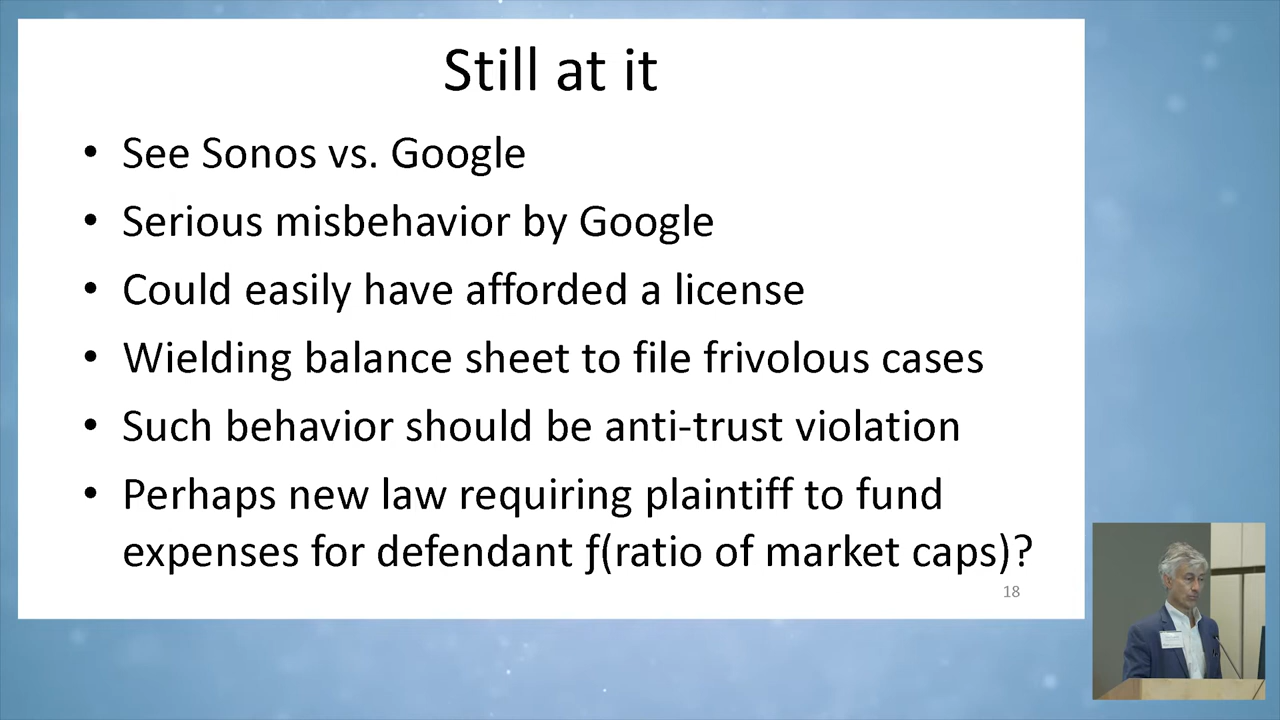 Still at it
• See Sonos vs. Google
• Serious misbehavior by Google
• Could easily have afforded a license
• Wielding balance sheet to file frivolous cases
• Such behavior should be anti-trust violation
• Perhaps new law requiring plaintiff to fund
expenses for defendant ƒ(ratio of market caps)?
18